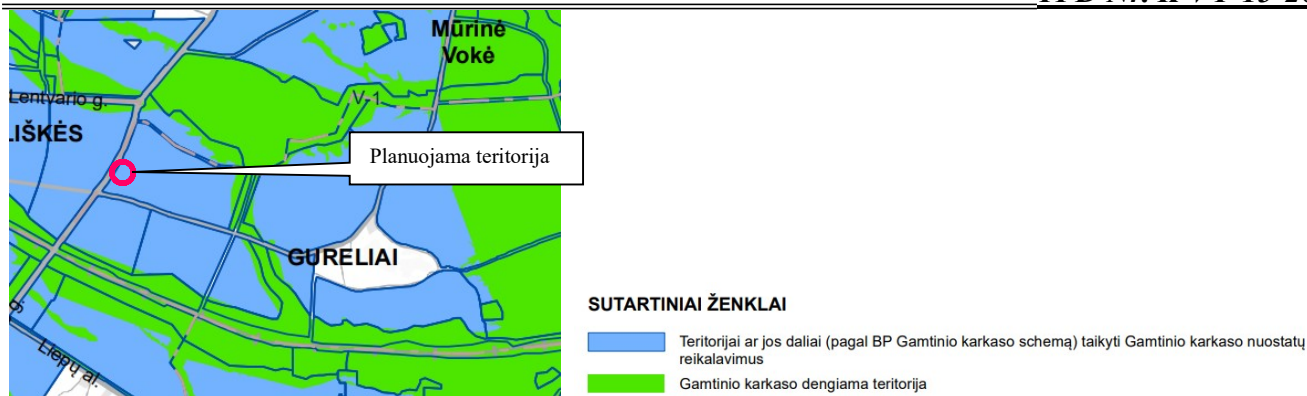 Mūrinė
Vokė
Lentvario g.
V-1
LIŠKĖS
Planuojama teritorija
GURELIAI
Liepų al.
SUTARTINIAI ŽENKLAI
Teritorijai ar jos daliai (pagal BP Gamtinio karkaso schemą) taikyti Gamtinio karkaso nuostatų
reikalavimus
Gamtinio karkaso dengiama teritorija